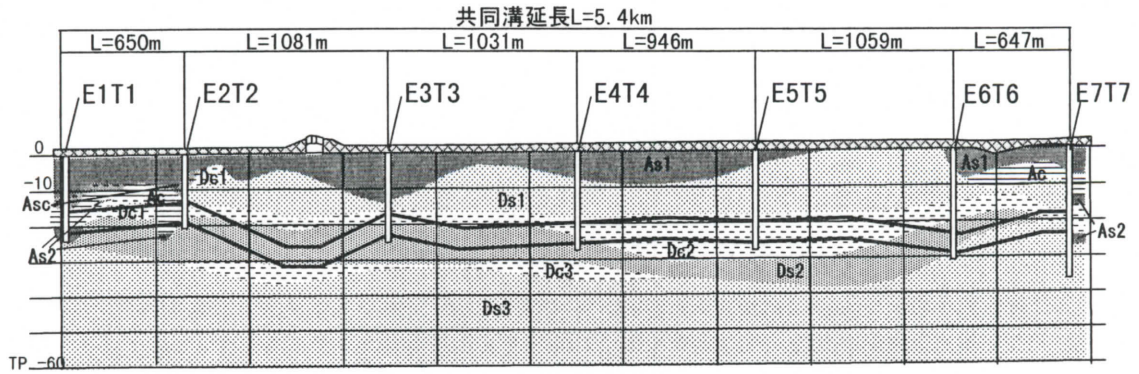 共同溝延長L=5.4km
L=650m L=1081m L=1031m L=946m L=1059m L=647m
E1T1 E2T2 E3T3 E4T4 E5T5 E6T6 E7T7
0
As1 As1
Dc1 Ac
-10
Ac Ds1
Asc
Dc1
As2 As2
Dc2
Dc3 Ds2
Ds3
TP -60